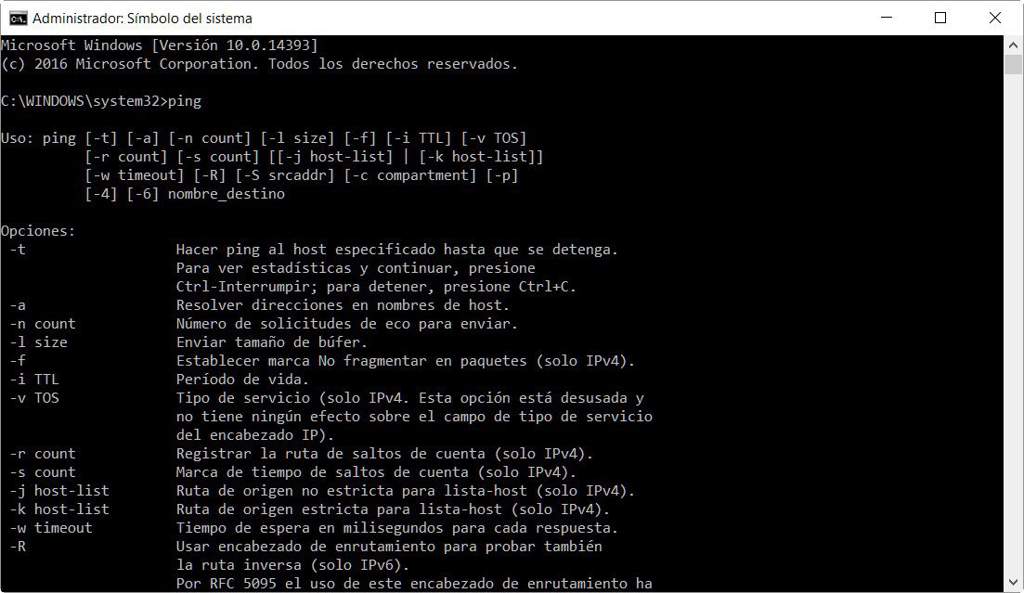 Administrador: Símbolo del sistema
Microsoft Windows [Versión 10.0.14393]
(c) 2016 Microsoft Corporation. Todos los derechos reservados.
C:\WINDOWS\system32>ping
Uso: ping [-t] [-a] [-n count] [-l size] [-f] [-i TTL] [-v TOS]
[-r count] [-s count] [[-j host-list] | [-k host-list]]
[-w timeout] [-R] [-S srcaddr] [-c compartment] [-p]
[-4] [-6] nombre_destino
Opciones:
-t Hacer ping al host especificado hasta que se detenga.
Para ver estadísticas y continuar, presione
Ctrl-Interrumpir; para detener, presione Ctrl+C.
-a Resolver direcciones en nombres de host.
-n count Número de solicitudes de eco para enviar.
-l size Enviar tamaño de búfer.
-f Establecer marca No fragmentar en paquetes (solo IPv4).
-i TTL Período de vida.
-v TOS Tipo de servicio (solo IPv4. Esta opción está desusada y
no tiene ningún efecto sobre el campo de tipo de servicio
del encabezado IP).
-r count Registrar la ruta de saltos de cuenta (solo IPv4).
-s count Marca de tiempo de saltos de cuenta (solo IPv4).
-j host-list Ruta de origen no estricta para lista-host (solo IPv4).
-k host-list Ruta de origen estricta para lista-host (solo IPv4).
-w timeout Tiempo de espera en milisegundos para cada respuesta.
-R Usar encabezado de enrutamiento para probar también
la ruta inversa (solo IPv6).
Por RFC 5095 el uso de este encabezado de enrutamiento ha